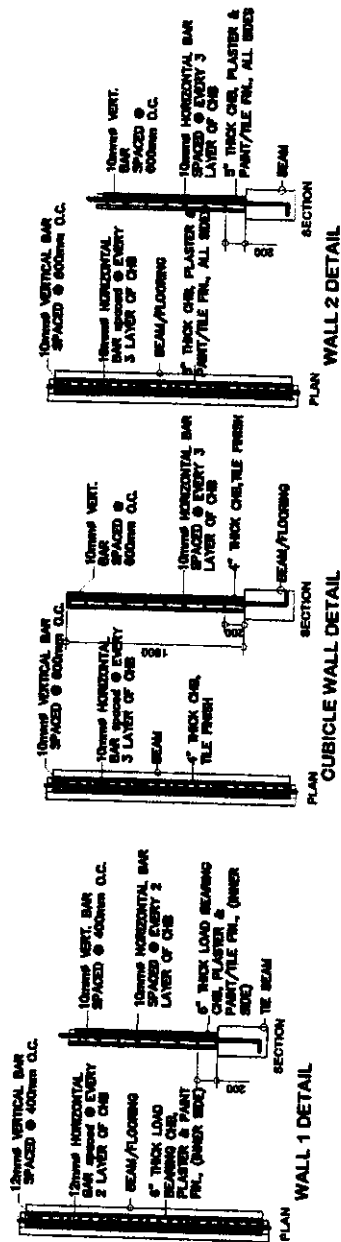 12mmø VERTICAL BAR
SPACED @ 400mm O.C.
12mmø HORIZONTAL
BAR spaced @ EVERY
2 LAYER OF CHB
BEAM/FLOORING
6" THICK LOAD
BEARING CHB,
PLASTER & PAINT
FIN., (INNER SIDE)
PLAN
10mmø VERT. BAR
SPACED @ 400mm O.C.
10mmø HORIZONTAL BAR
SPACED @ EVERY 2
LAYER OF CHB
6" THICK LOAD BEARING
CHB, PLASTER &
PAINT/TILE FIN., (INNER
SIDE)
TIE BEAM
200
SECTION
WALL 1 DETAIL
10mmø VERTICAL BAR
SPACED @ 600mm O.C.
10mmø HORIZONTAL
BAR spaced @ EVERY
3 LAYER OF CHB
BEAM
4" THICK CHB,
TILE FINISH
PLAN
10mmø VERT.
BAR
SPACED @
600mm O.C.
10mmø HORIZONTAL BAR
SPACED @ EVERY 3
LAYER OF CHB
4" THICK CHB, TILE FINISH
BEAM/FLOORING
1800
200
SECTION
CUBICLE WALL DETAIL
10mmø VERTICAL BAR
SPACED @ 600mm O.C.
10mmø HORIZONTAL
BAR spaced @ EVERY
3 LAYER OF CHB
BEAM/FLOORING
5" THICK CHB, PLASTER &
PAINT/TILE FIN., ALL SIDES
PLAN
10mmø VERT.
BAR
SPACED @
600mm O.C.
10mmø HORIZONTAL BAR
SPACED @ EVERY 3
LAYER OF CHB
5" THICK CHB, PLASTER &
PAINT/TILE FIN., ALL SIDES
BEAM
200
SECTION
WALL 2 DETAIL